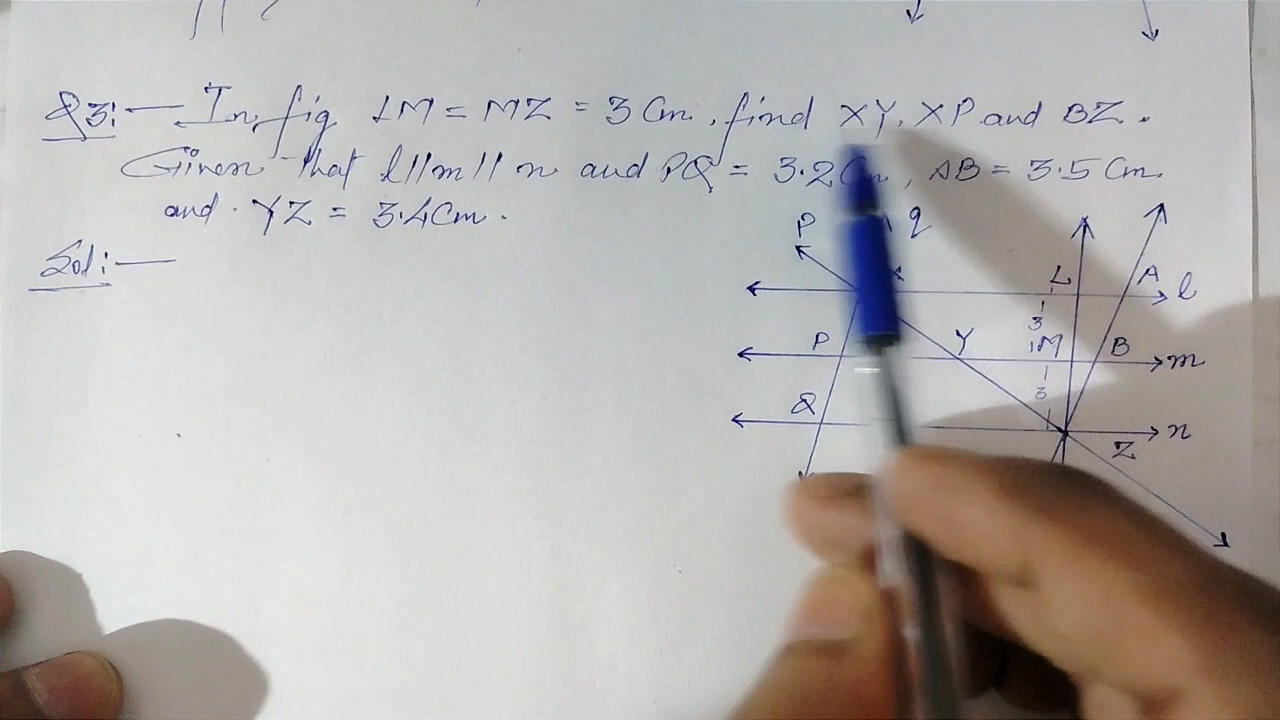 Q3:— In fig LM = MZ = 3 Cm, find XY, XP and BZ.
Given that l || m || n and PQ = 3.2 Cm, AB = 3.5 Cm
and. YZ = 3.4 Cm.
Sol:—
P q
X L A l
3
P Y M B m
3
Q n
Z